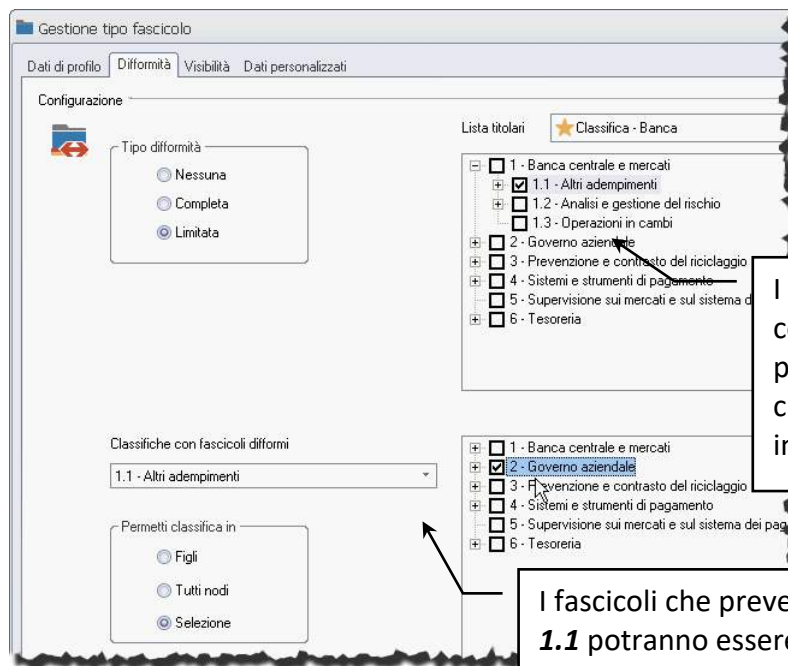 Gestione tipo fascicolo
Dati di profilo Difformità Visibilità Dati personalizzati
Configurazione
Tipo difformità
Nessuna
Completa
Limitata
Lista titolari Classifica - Banca
1 - Banca centrale e mercati
1.1 - Altri adempimenti
1.2 - Analisi e gestione del rischio
1.3 - Operazioni in cambi
2 - Governo aziendale
3 - Prevenzione e contrasto del riciclaggio
4 - Sistemi e strumenti di pagamento
5 - Supervisione sui mercati e sul sistema d
6 - Tesoreria
I
Classifiche con fascicoli difformi
1.1 - Altri adempimenti
Permetti classifica in
Figli
Tutti nodi
Selezione
1 - Banca centrale e mercati
2 - Governo aziendale
3 - Prevenzione e contrasto del riciclaggio
4 - Sistemi e strumenti di pagamento
5 - Supervisione sui mercati e sul sistema dei pag
6 - Tesoreria
I fascicoli che preve
1.1 potranno essere